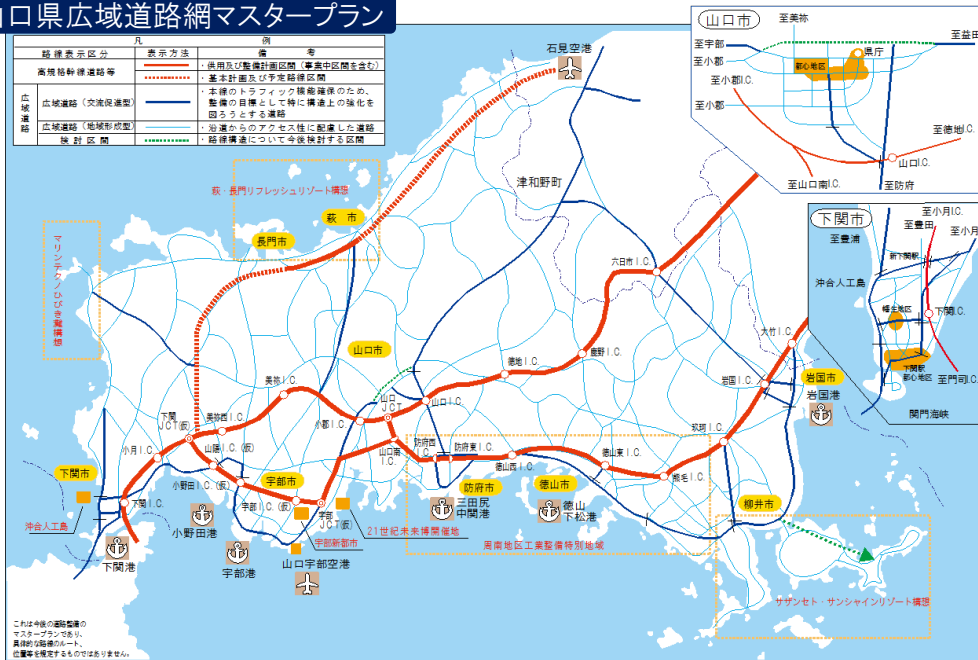 山口県広域道路網マスタープラン
凡 例
路線表示区分 表示方法 備 考
高規格幹線道路等
・供用及び整備計画区間（事業中区間を含む）
・基本計画及び予定路線区間
広域道路
広域道路（交流促進型）
・本線のトラフィック機能確保のため、
整備の目標として特に構造上の強化を
図ろうとする道路
広域道路（地域形成型）
・沿道からのアクセス性に配慮した道路
検討区間
・路線構造について今後検討する区間
山口市
至美祢
至益田
至宇部
至小郡
至小郡I.C.
至小郡
県庁
都心地区
至徳地I.C.
山口I.C.
至山口南I.C.
至防府
下関市
至小月I.C.
至豊田
至小月
至豊浦
新下関駅
沖合人工島
幡生地区
下関I.C.
下関駅
都心地区
至門司I.C.
関門海峡
石見空港
津和野町
萩・長門リフレッシュリゾート構想
萩市
長門市
マリンテクノひびき灘構想
六日市I.C.
大竹I.C.
山口市
鹿野I.C.
徳地I.C.
岩国I.C.
岩国市
岩国港
美祢I.C.
山口
JCT
山口I.C.
下関
JCT(仮)
美祢西I.C.
小郡I.C.
玖珂I.C.
小月I.C.
山陽I.C.(仮)
山口南
I.C.
防府西
I.C.
防府東I.C.
徳山西I.C.
徳山東I.C.
熊毛I.C.
下関市
宇部市
防府市
徳山市
柳井市
小野田I.C.(仮)
宇部I.C.(仮)
宇部
JCT(仮)
下関I.C.
三田尻
中関港
徳山
下松港
沖合人工島
小野田港
21世紀未来博開催地
宇部新都市
周南地区工業整備特別地域
下関港
宇部港
山口宇部空港
サザンセト・サンシャインリゾート構想
これは今後の道路整備の
マスタープランであり、
具体的な路線のルート、
位置等を規定するものではありません。